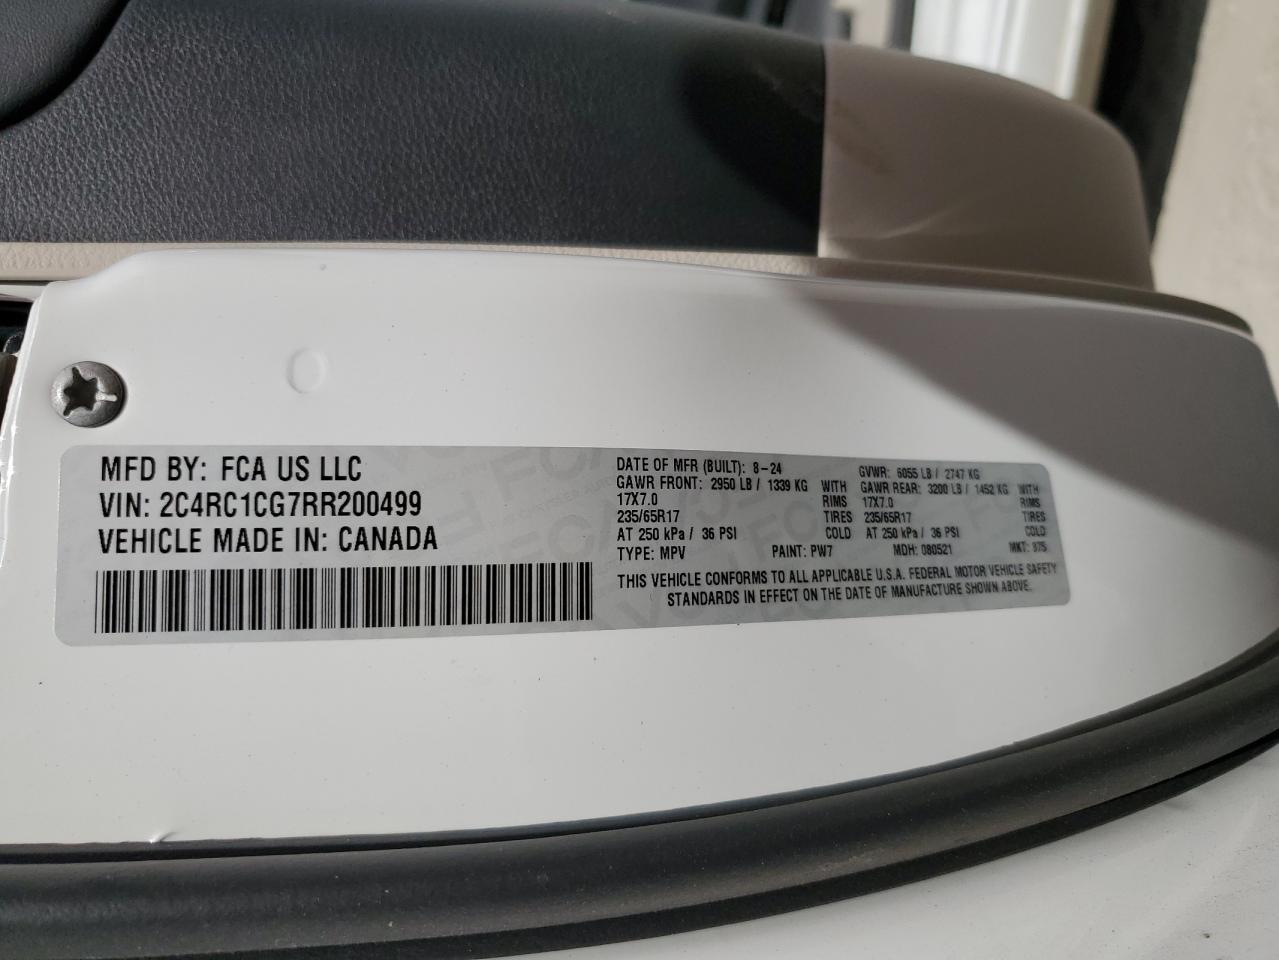 MFD BY: FCA US LLC
VIN: 2C4RC1CG7RR200499
VEHICLE MADE IN: CANADA
DATE OF MFR (BUILT): 8-24 GVWR: 6055 LB / 2747 KG
GAWR FRONT: 2950 LB / 1339 KG WITH GAWR REAR: 3200 LB / 1452 KG WITH
17X7.0 RIMS 17X7.0 RIMS
235/65R17 TIRES 235/65R17 TIRES
AT 250 kPa / 36 PSI COLD AT 250 kPa / 36 PSI COLD
TYPE: MPV PAINT: PW7 MDH: 080521 MKT:
THIS VEHICLE CONFORMS TO ALL APPLICABLE U.S.A. FEDERAL MOTOR VEHICLE SAFETY
STANDARDS IN EFFECT ON THE DATE OF MANUFACTURE SHOWN ABOVE.